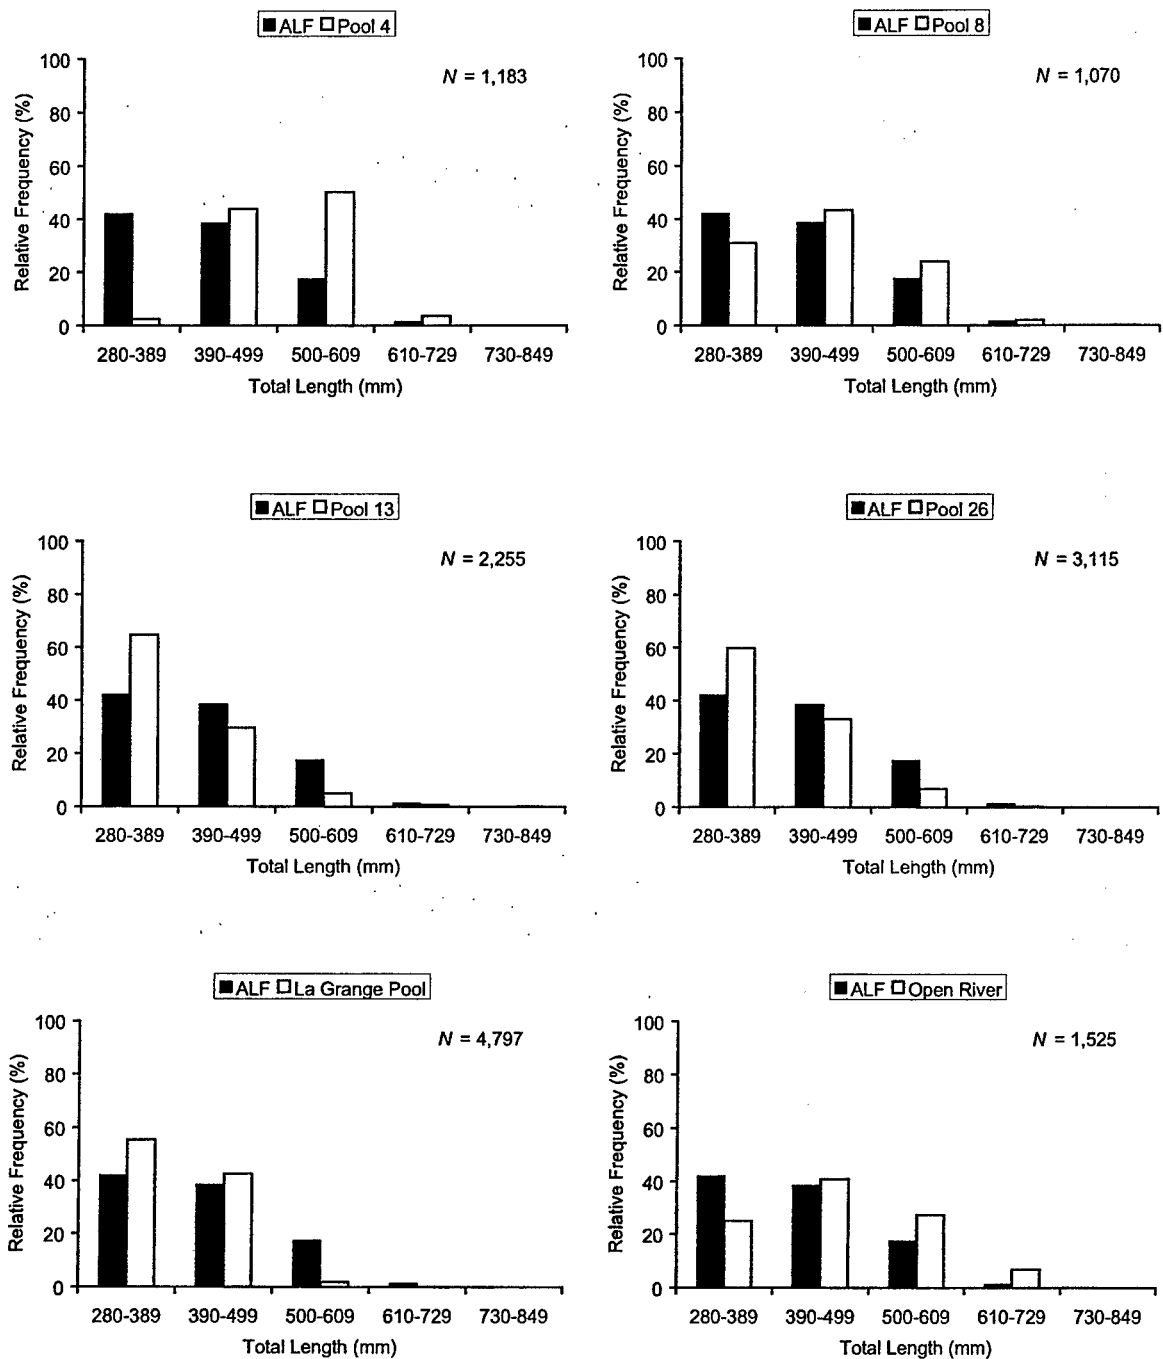 ALF Pool 4
N = 1,183
Relative Frequency (%)
100
80
60
40
20
0
280-389 390-499 500-609 610-729 730-849
Total Length (mm)
ALF Pool 8
N = 1,070
Relative Frequency (%)
100
80
60
40
20
0
280-389 390-499 500-609 610-729 730-849
Total Length (mm)
ALF Pool 13
N = 2,255
Relative Frequency (%)
100
80
60
40
20
0
280-389 390-499 500-609 610-729 730-849
Total Length (mm)
ALF Pool 26
N = 3,115
Relative Frequency (%)
100
80
60
40
20
0
280-389 390-499 500-609 610-729 730-849
Total Length (mm)
ALF La Grange Pool
N = 4,797
Relative Frequency (%)
100
80
60
40
20
0
280-389 390-499 500-609 610-729 730-849
Total Length (mm)
ALF Open River
N = 1,525
Relative Frequency (%)
100
80
60
40
20
0
280-389 390-499 500-609 610-729 730-849
Total Length (mm)